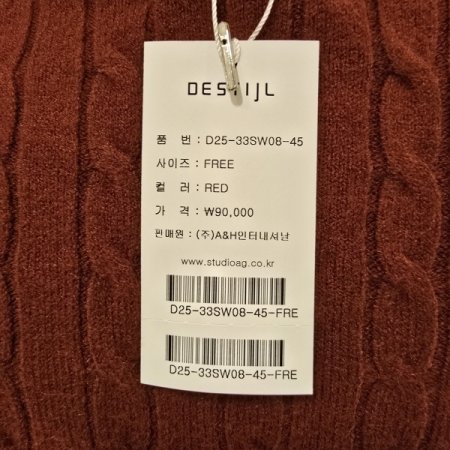 DESTIJL
품 번 : D25-33SW08-45
사이즈 : FREE
컬 러 : RED
가 격 : ₩90,000
판매원 : (주)A&H인터내셔날
www.studioag.co.kr
D25-33SW08-45-FRE
D25-33SW08-45-FRE